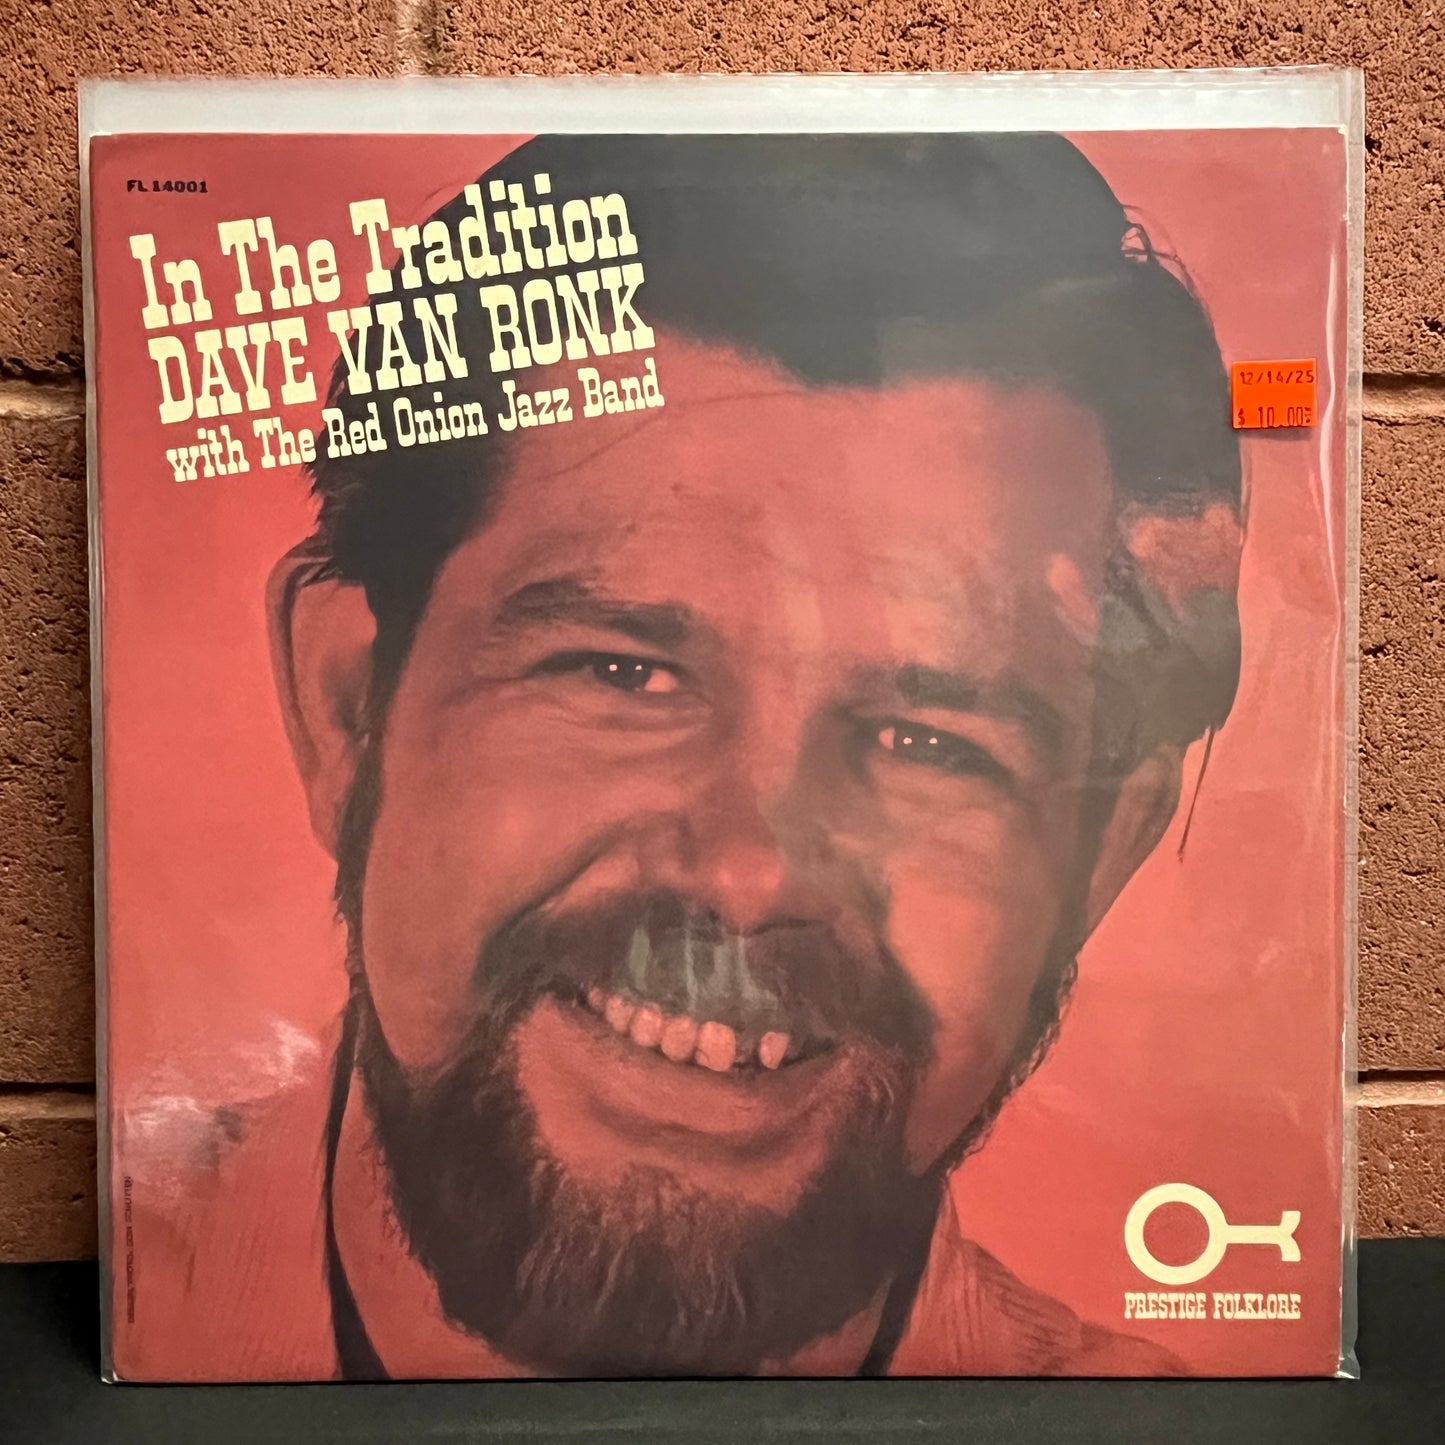 FL 14001
In The Tradition
DAVE VAN RONK
with The Red Onion Jazz Band
12/14/25
$ 10.00
PRESTIGE FOLKLORE